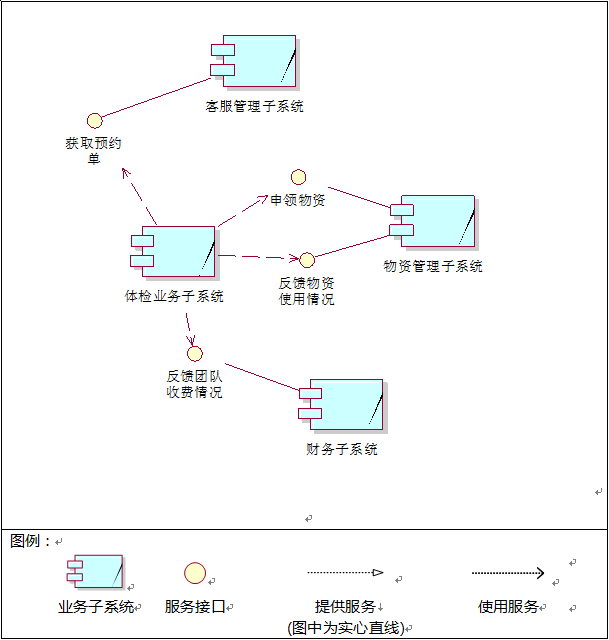 客服管理子系统
获取预约
单
申领物资
物资管理子系统
体检业务子系统
反馈物资
使用情况
反馈团队
收费情况
财务子系统
图例：
业务子系统
服务接口
提供服务
(图中为实心直线)
使用服务